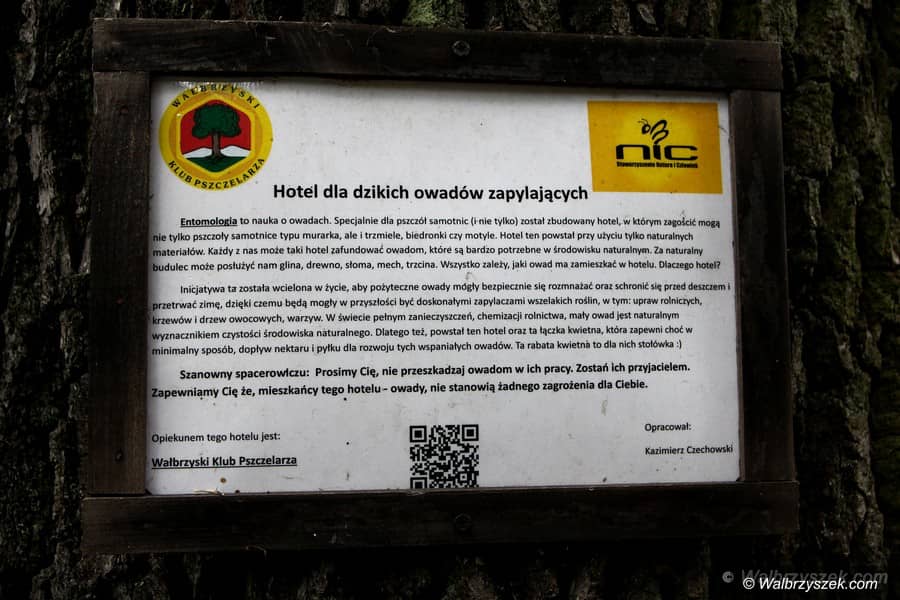 WAŁBRZYSKI
KLUB PSZCZELARZA
nic
Stowarzyszenie Natura i Człowiek
Hotel dla dzikich owadów zapylających
Entomologia to nauka o owadach. Specjalnie dla pszczół samotnic (i nie tylko) został zbudowany hotel, w którym zagościć mogą
nie tylko pszczoły samotnice typu murarka, ale i trzmiele, biedronki czy motyle. Hotel ten powstał przy użyciu tylko naturalnych
materiałów. Każdy z nas może taki hotel zafundować owadom, które są bardzo potrzebne w środowisku naturalnym. Za naturalny
budulec może posłużyć nam glina, drewno, słoma, mech, trzcina. Wszystko zależy, jaki owad ma zamieszkać w hotelu. Dlaczego hotel?
Inicjatywa ta została wcielona w życie, aby pożyteczne owady mógły bezpiecznie się rozmnażać oraz schronić się przed deszczem i
przetrwać zimę, dzięki czemu będą mogły w przyszłości być doskonałymi zapylaczami wszelakich roślin, w tym: upraw rolniczych,
krzewów i drzew owocowych, warzyw. W świecie pełnym zanieczyszczeń, chemizacji rolnictwa, mały owad jest naturalnym
wyznacznikiem czystości środowiska naturalnego. Dlatego też, powstał ten hotel oraz ta łączka kwietna, która zapewni choć w
minimalny sposób, dopływ nektaru i pyłku dla rozwoju tych wspaniałych owadów. Ta rabata kwietna to dla nich stołówka :)
Szanowny spacerowiczu: Prosimy Cię, nie przeszkadzaj owadom w ich pracy. Zostań ich przyjacielem.
Zapewniamy Cię że, mieszkańcy tego hotelu – owady, nie stanowią żadnego zagrożenia dla Ciebie.
Opiekunem tego hotelu jest:
Wałbrzyski Klub Pszczelarza
Opracował:
Kazimierz Czechowski
© Walbrzyszek.com
© Walbrzyszek.com